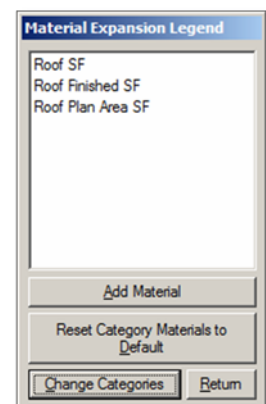 Material Expansion Legend
Roof SF
Roof Finished SF
Roof Plan Area SF
Add Material
Reset Category Materials to
Default
Change Categories
Return